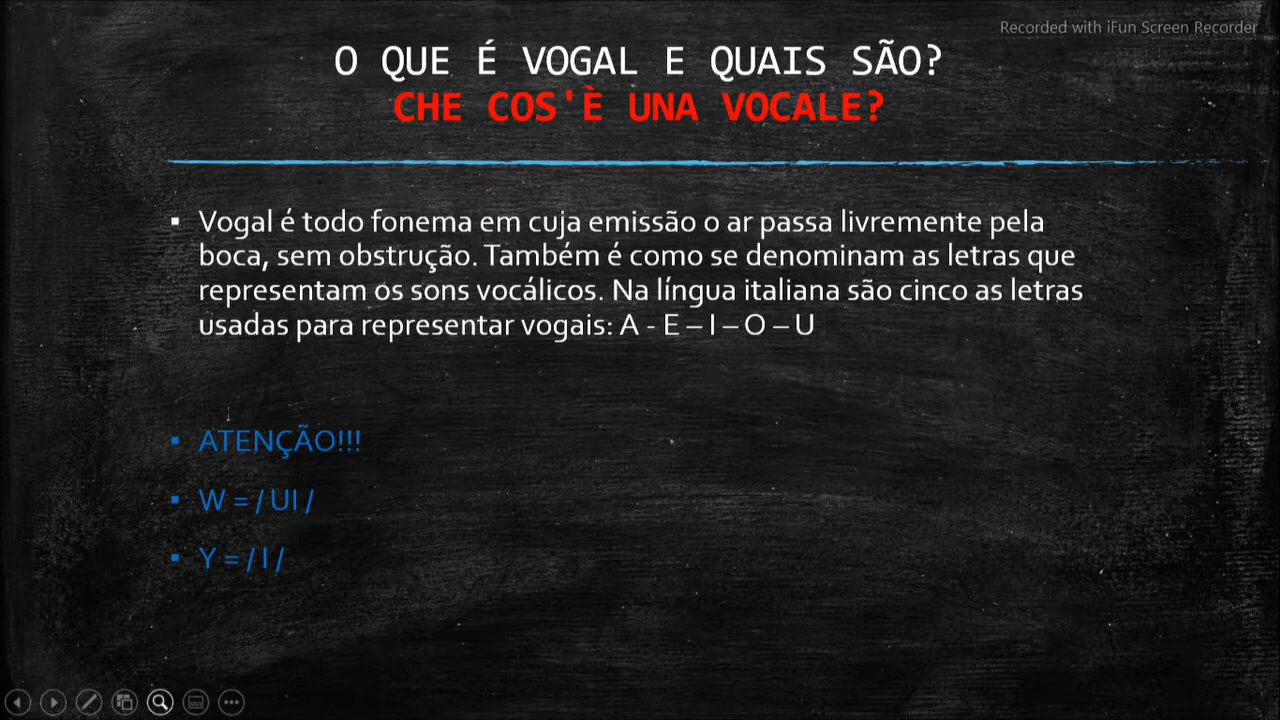 Recorded with iFun Screen Recorder
O QUE É VOGAL E QUAIS SÃO?
CHE COS'È UNA VOCALE?
▪ Vogal é todo fonema em cuja emissão o ar passa livremente pela
boca, sem obstrução. Também é como se denominam as letras que
representam os sons vocálicos. Na língua italiana são cinco as letras
usadas para representar vogais: A - E – I – O – U
▪ ATENÇÃO!!!
▪ W = / UI /
▪ Y = / I /